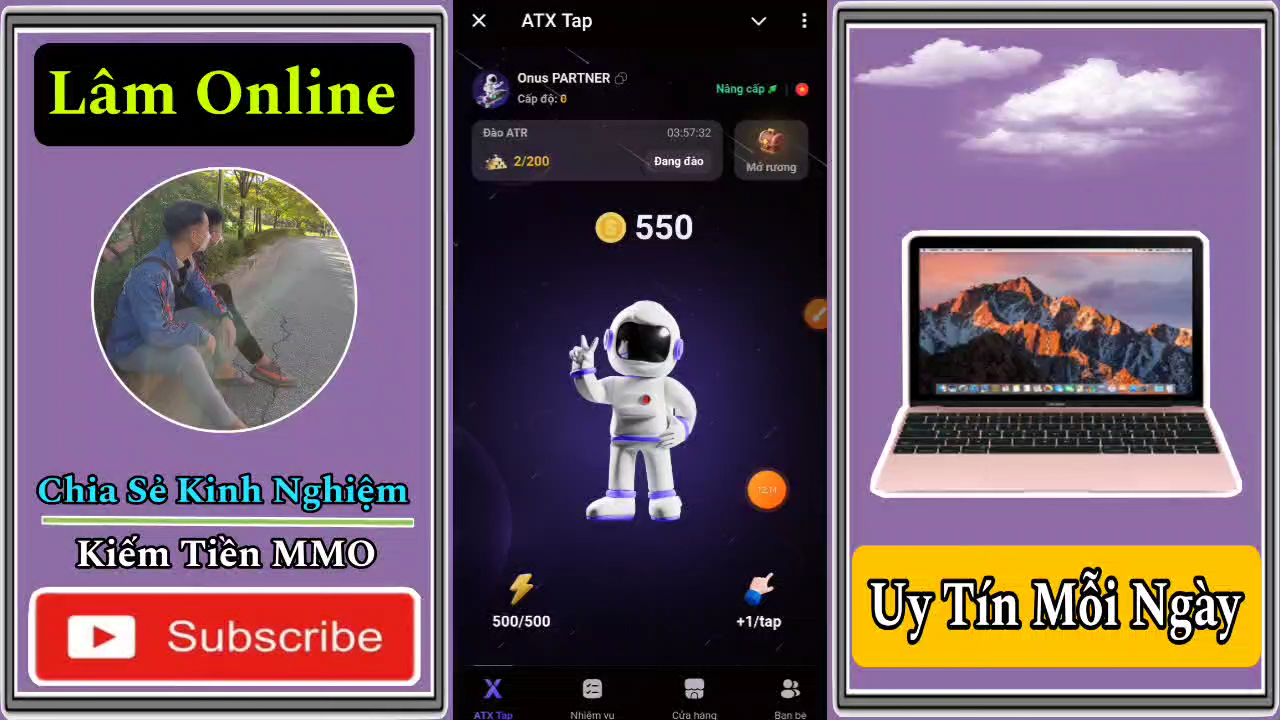 Lâm Online
Chia Sẻ Kinh Nghiệm
Kiếm Tiền MMO
Subscribe
ATX Tap
Onus PARTNER
Cấp độ: 0
Nâng cấp
Đào ATR
03:57:32
2/200
Đang đào
Mở rương
550
12:14
500/500
+1/tap
ATX Tap
Nhiệm vụ
Cửa hàng
Bạn bè
Uy Tín Mỗi Ngày